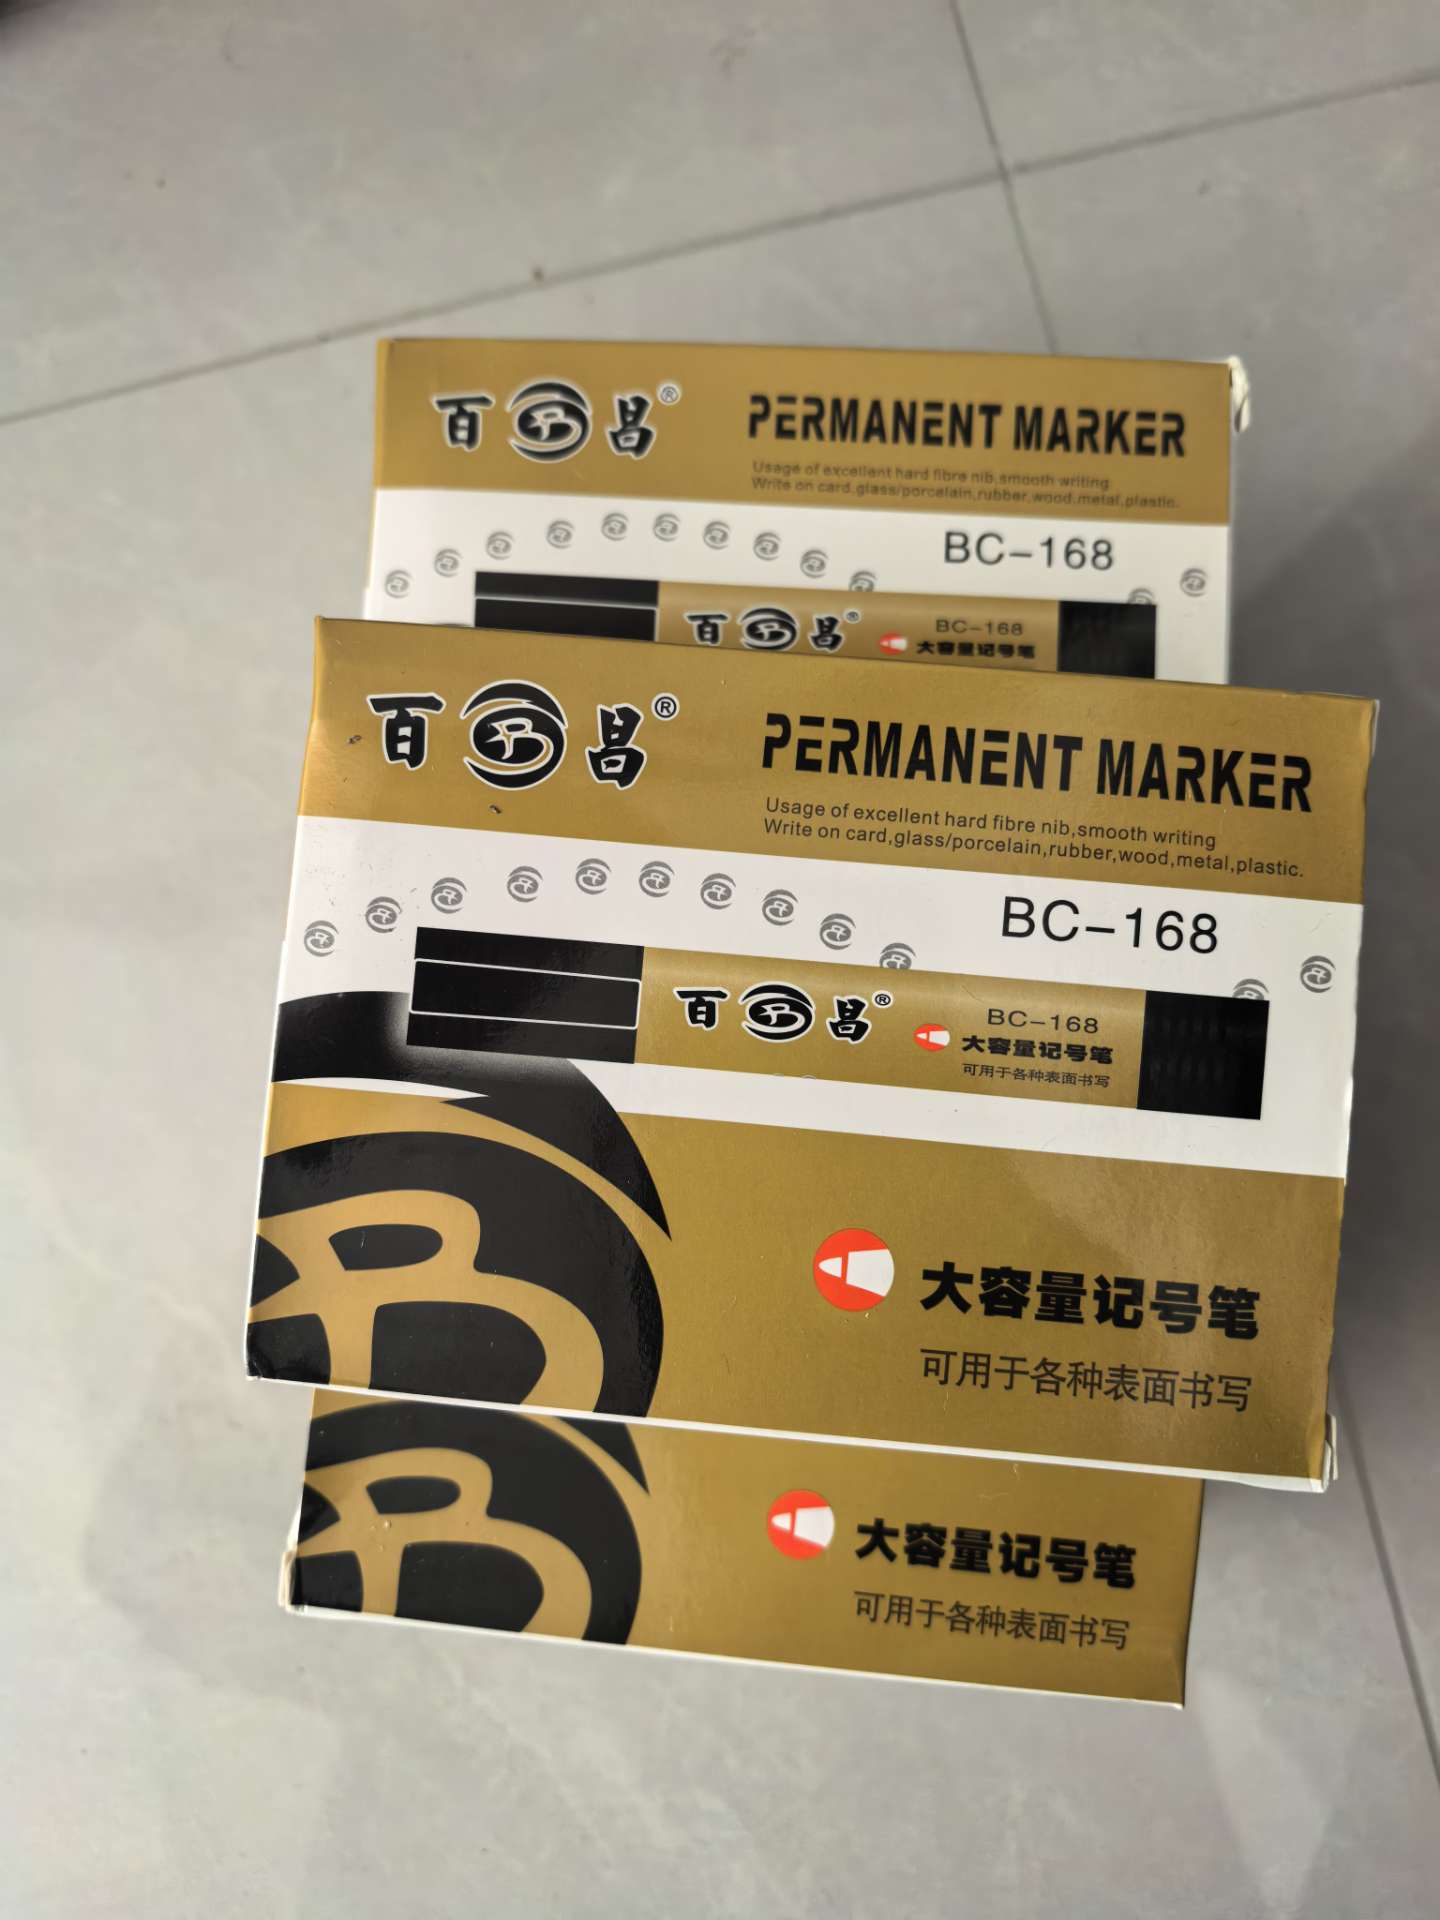 百昌®
PERMANENT MARKER
Usage of excellent hard fibre nib,smooth writing
Write on card,glass/porcelain,rubber,wood,metal,plastic.
BC-168
百昌®
BC-168
大容量记号笔
百昌®
PERMANENT MARKER
Usage of excellent hard fibre nib,smooth writing
Write on card,glass/porcelain,rubber,wood,metal,plastic.
BC-168
百昌®
BC-168
大容量记号笔
可用于各种表面书写
大容量记号笔
可用于各种表面书写
大容量记号笔
可用于各种表面书写